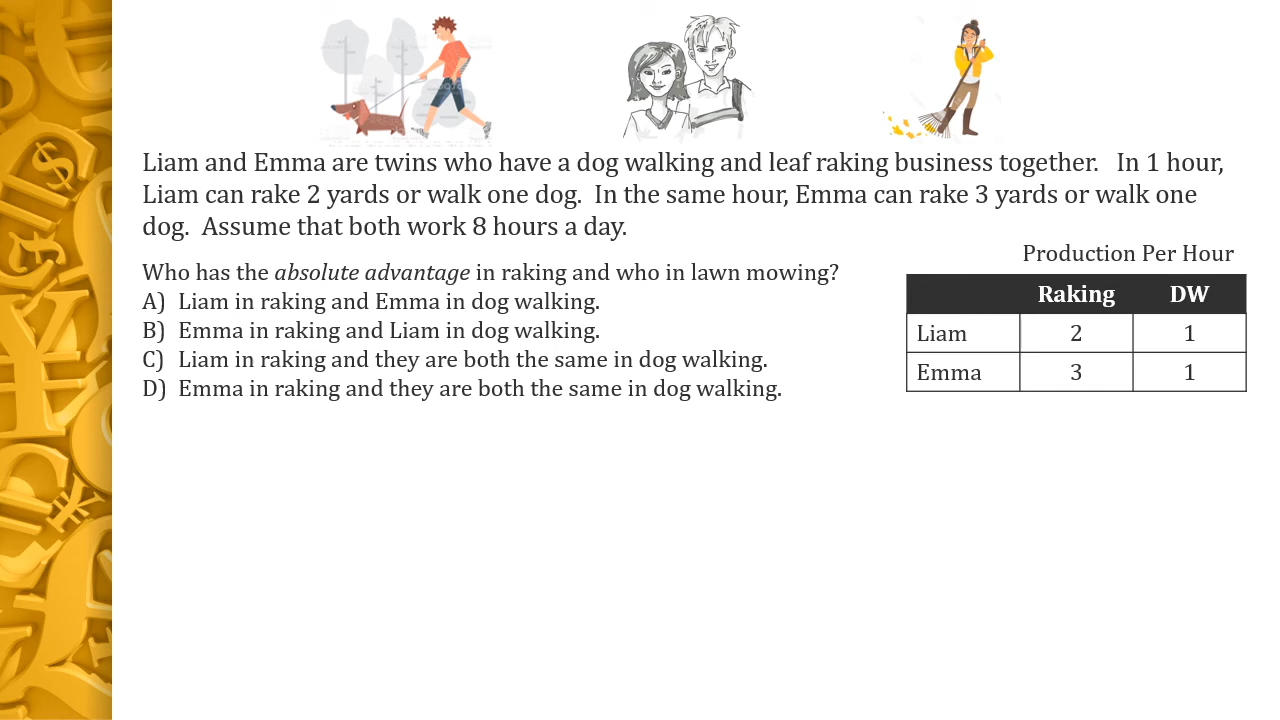 Liam and Emma are twins who have a dog walking and leaf raking business together.   In 1 hour,
Liam can rake 2 yards or walk one dog.  In the same hour, Emma can rake 3 yards or walk one
dog.  Assume that both work 8 hours a day.
Who has the absolute advantage in raking and who in lawn mowing?
A) Liam in raking and Emma in dog walking.
B) Emma in raking and Liam in dog walking.
C) Liam in raking and they are both the same in dog walking.
D) Emma in raking and they are both the same in dog walking.
Production Per Hour
Raking DW
Liam 2 1
Emma 3 1